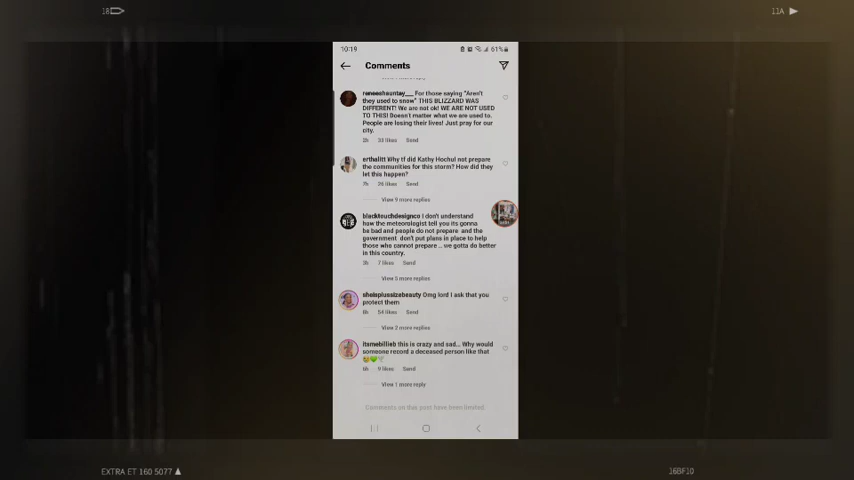 18
11A
10:19
61%
Comments
reneeshauntay__ For those saying "Aren't
they used to snow" THIS BLIZZARD WAS
DIFFERENT! We are not ok! WE ARE NOT USED
TO THIS! Doesn't matter what we are used to.
People are losing their lives! Just pray for our
city.
Send
erthalitt Why tf did Kathy Hochul not prepare
the communities for this storm? How did they
let this happen?
7h 26 likes Send
View 9 more replies
blacktouchdesignco I don't understand
how the meteorologist tell you its gonna
be bad and people do not prepare and the
government don't put plans in place to help
those who cannot prepare .. we gotta do better
in this country.
3h 7 likes Send
View 5 more replies
sheisplussizebeauty Omg lord I ask that you
protect them
54 likes Send
View 2 more replies
itsmebillieb this is crazy and sad... Why would
someone record a deceased person like that
6h 9 likes Send
View 1 more reply
Comments on this post have been limited
EXTRA ET 160 5077
16BF10